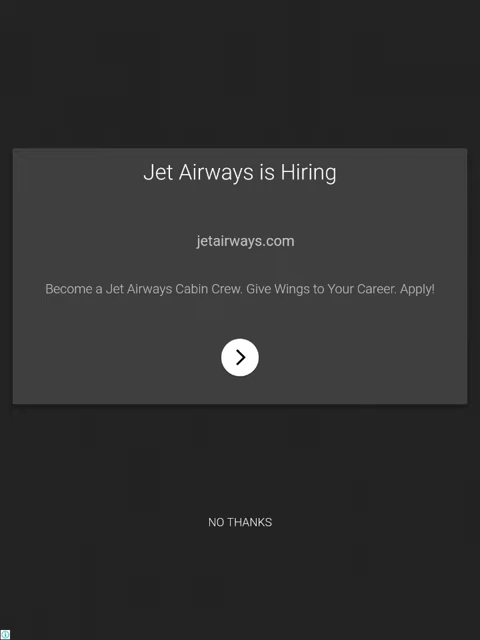 Jet Airways is Hiring
jetairways.com
Become a Jet Airways Cabin Crew. Give Wings to Your Career. Apply!
NO THANKS